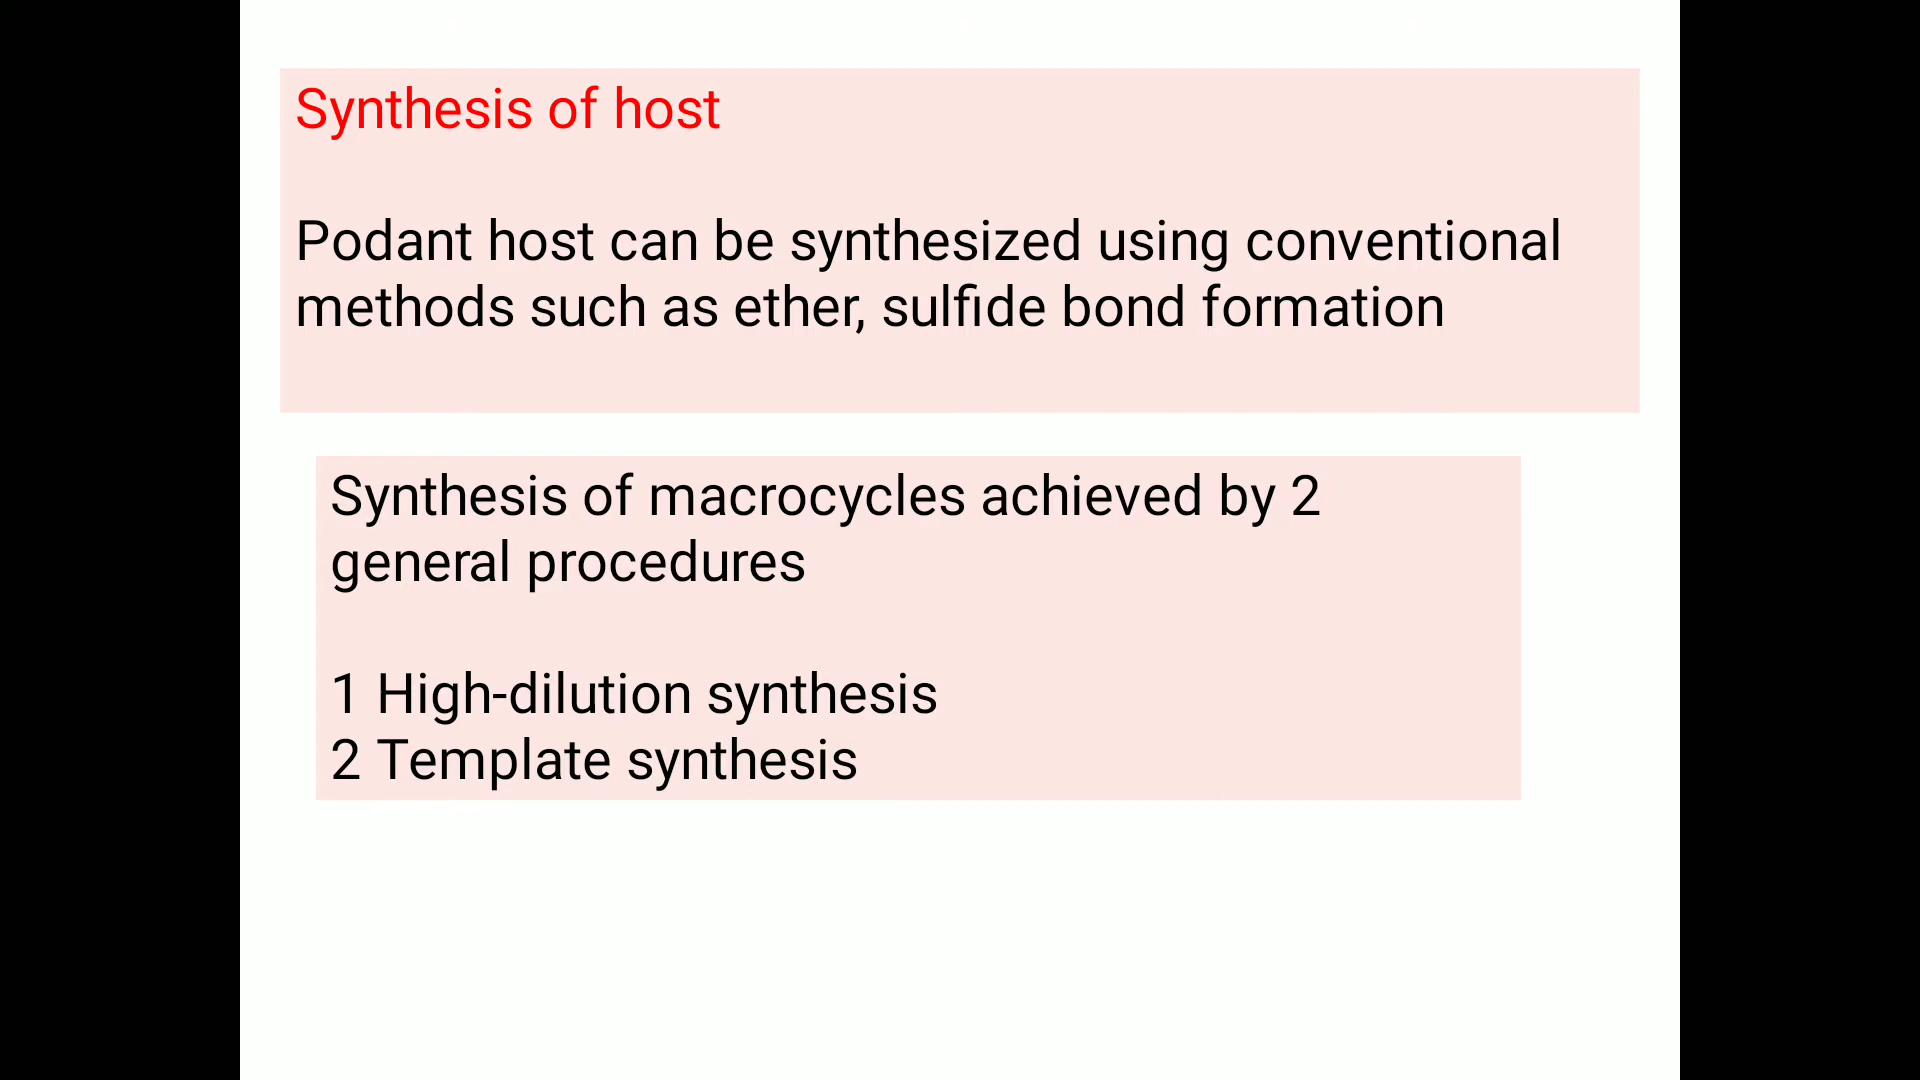 Synthesis of host
Podant host can be synthesized using conventional
methods such as ether, sulfide bond formation
Synthesis of macrocycles achieved by 2
general procedures
1 High-dilution synthesis
2 Template synthesis